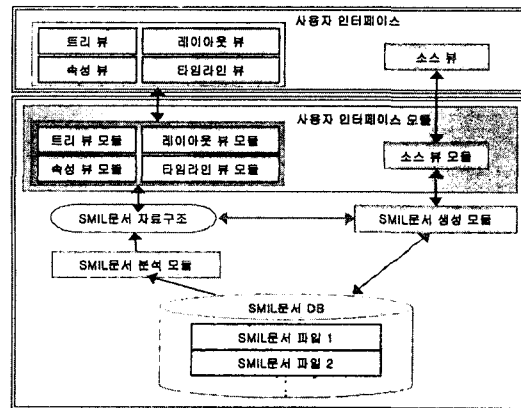 사용자 인터페이스
트리 뷰
레이아웃 뷰
소스 뷰
속성 뷰
타임라인 뷰
사용자 인터페이스 모듈
트리 뷰 모듈
레이아웃 뷰 모듈
소스 뷰 모듈
속성 뷰 모듈
타임라인 뷰 모듈
SMIL문서 자료구조
SMIL문서 생성 모듈
SMIL문서 분석 모듈
SMIL문서 DB
SMIL문서 파일 1
SMIL문서 파일 2